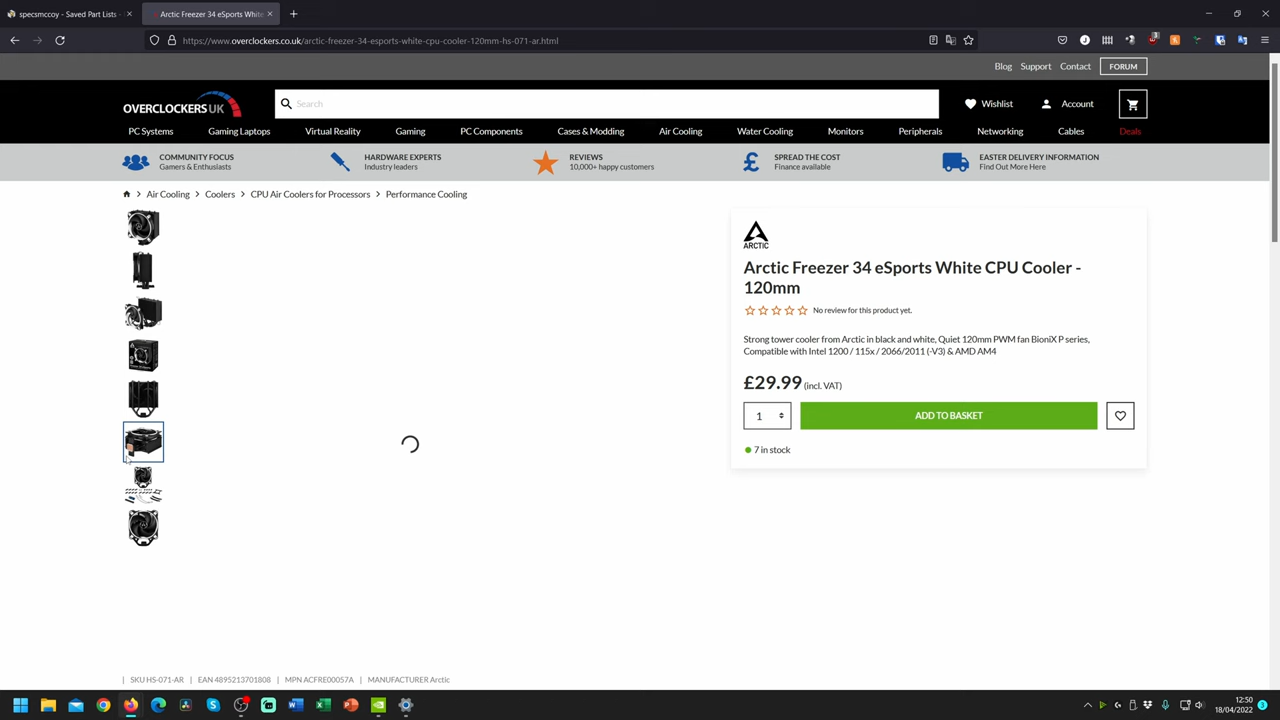 specsmccoy - Saved Part Lists -
Arctic Freezer 34 eSports White
https://www.overclockers.co.uk/arctic-freezer-34-esports-white-cpu-cooler-120mm-hs-071-ar.html
Blog Support Contact FORUM
OVERCLOCKERS UK
Search
Wishlist Account
PC Systems Gaming Laptops Virtual Reality Gaming PC Components Cases & Modding Air Cooling Water Cooling Monitors Peripherals Networking Cables Deals
COMMUNITY FOCUS
Gamers & Enthusiasts
HARDWARE EXPERTS
Industry leaders
REVIEWS
10,000+ happy customers
SPREAD THE COST
Finance available
EASTER DELIVERY INFORMATION
Find Out More Here
Air Cooling Coolers CPU Air Coolers for Processors Performance Cooling
ARCTIC
Arctic Freezer 34 eSports White CPU Cooler -
120mm
No review for this product yet.
Strong tower cooler from Arctic in black and white, Quiet 120mm PWM fan BioniX P series,
Compatible with Intel 1200 / 115x / 2066/2011 (-V3) & AMD AM4
£29.99 (incl. VAT)
1
ADD TO BASKET
7 in stock
| SKU HS-071-AR | EAN 4895213701808 | MPN ACFRE00057A | MANUFACTURER Arctic
12:50
18/04/2022
3